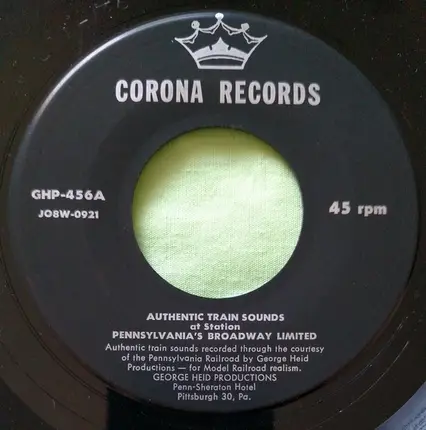 CORONA RECORDS
GHP-456A
JO8W-0921
45 rpm
AUTHENTIC TRAIN SOUNDS
at Station
PENNSYLVANIA'S BROADWAY LIMITED
Authentic train sounds recorded through the courtesy
of the Pennsylvania Railroad by George Heid
Productions — for Model Railroad realism.
GEORGE HEID PRODUCTIONS
Penn-Sheraton Hotel
Pittsburgh 30, Pa.